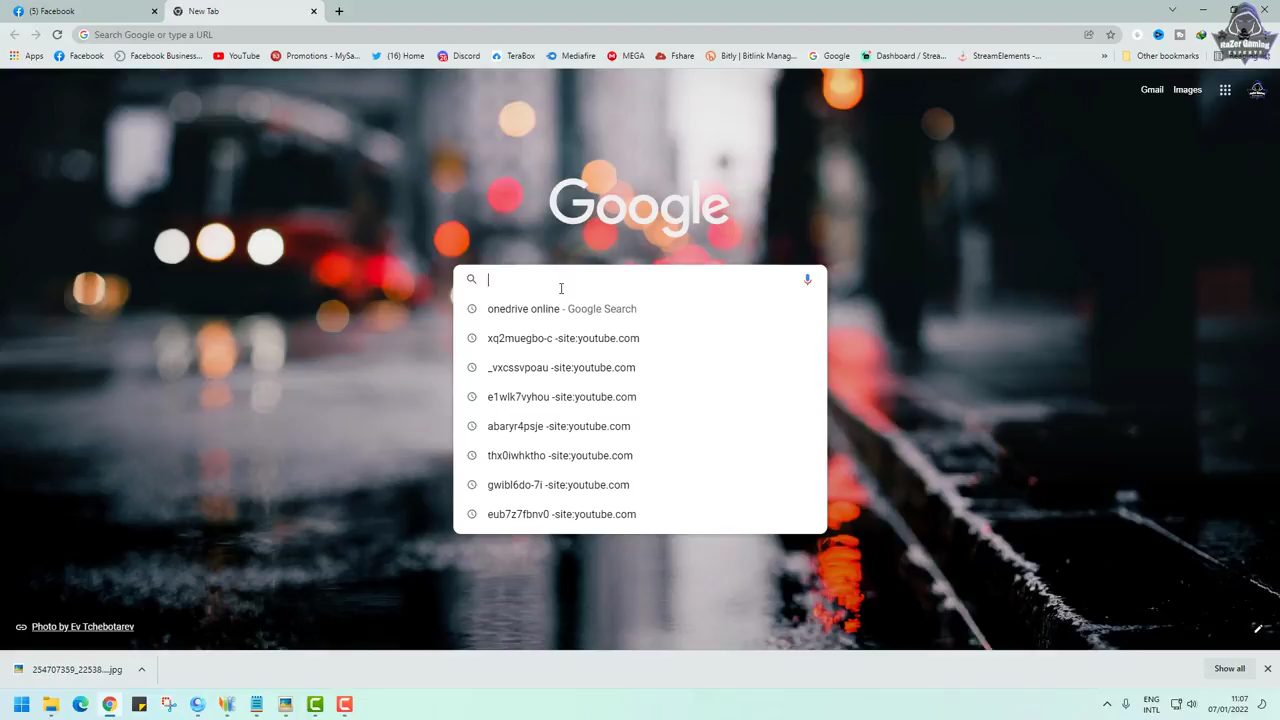 (5) Facebook
New Tab
Search Google or type a URL
Apps
Facebook
Facebook Business...
YouTube
Promotions - MySa...
(16) Home
Discord
TeraBox
Mediafire
MEGA
Fshare
Bitly | Bitlink Manag...
Google
Dashboard / Strea...
StreamElements -...
»
Other bookmarks
RaZer Gaming
Gmail
Images
Google
onedrive online - Google Search
xq2muegbo-c -site:youtube.com
_vxcssvpoau -site:youtube.com
e1wlk7vyhou -site:youtube.com
abaryr4psje -site:youtube.com
thx0iwhktho -site:youtube.com
gwibl6do-7i -site:youtube.com
eub7z7fbnv0 -site:youtube.com
Photo by Ev Tchebotarev
254707359_22538....jpg
Show all
ENG
INTL
11:07
07/01/2022